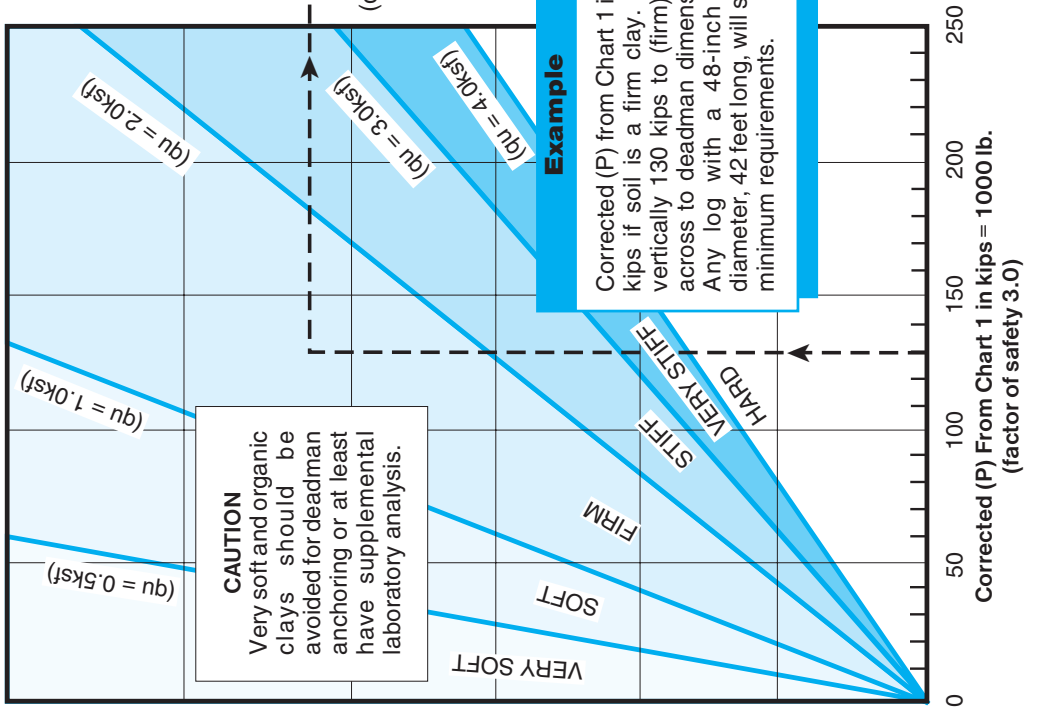 (qu = 0.5ksf)
(qu = 1.0ksf)
(qu = 2.0ksf)
(qu = 3.0ksf)
(qu = 4.0ksf)
CAUTION
Very soft and organic
clays should be
avoided for deadman
anchoring or at least
have supplemental
laboratory analysis.
VERY SOFT
SOFT
FIRM
STIFF
VERY STIFF
HARD
Example
Corrected (P) from Chart 1
kips if soil is a firm clay.
vertically 130 kips to (firm)
across to deadman
Any log with a 48-inch
diameter, 42 feet long, will
minimum requirements.
0 50 100 150 200 250
Corrected (P) From Chart 1 in kips = 1000 lb.
(factor of safety 3.0)